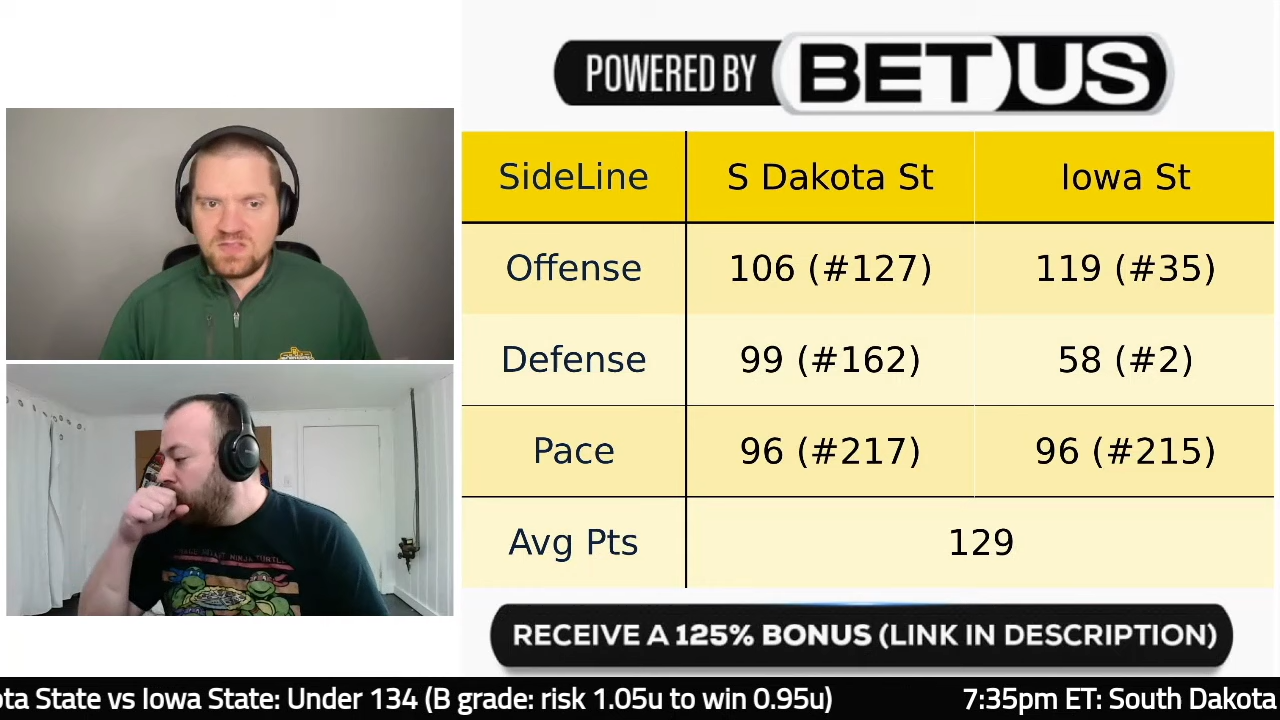 POWERED BY BETUS
SideLine S Dakota St Iowa St
Offense 106 (#127) 119 (#35)
Defense 99 (#162) 58 (#2)
Pace 96 (#217) 96 (#215)
Avg Pts 129
RECEIVE A 125% BONUS (LINK IN DESCRIPTION)
ota State vs Iowa State: Under 134 (B grade: risk 1.05u to win 0.95u) 7:35pm ET: South Dakota